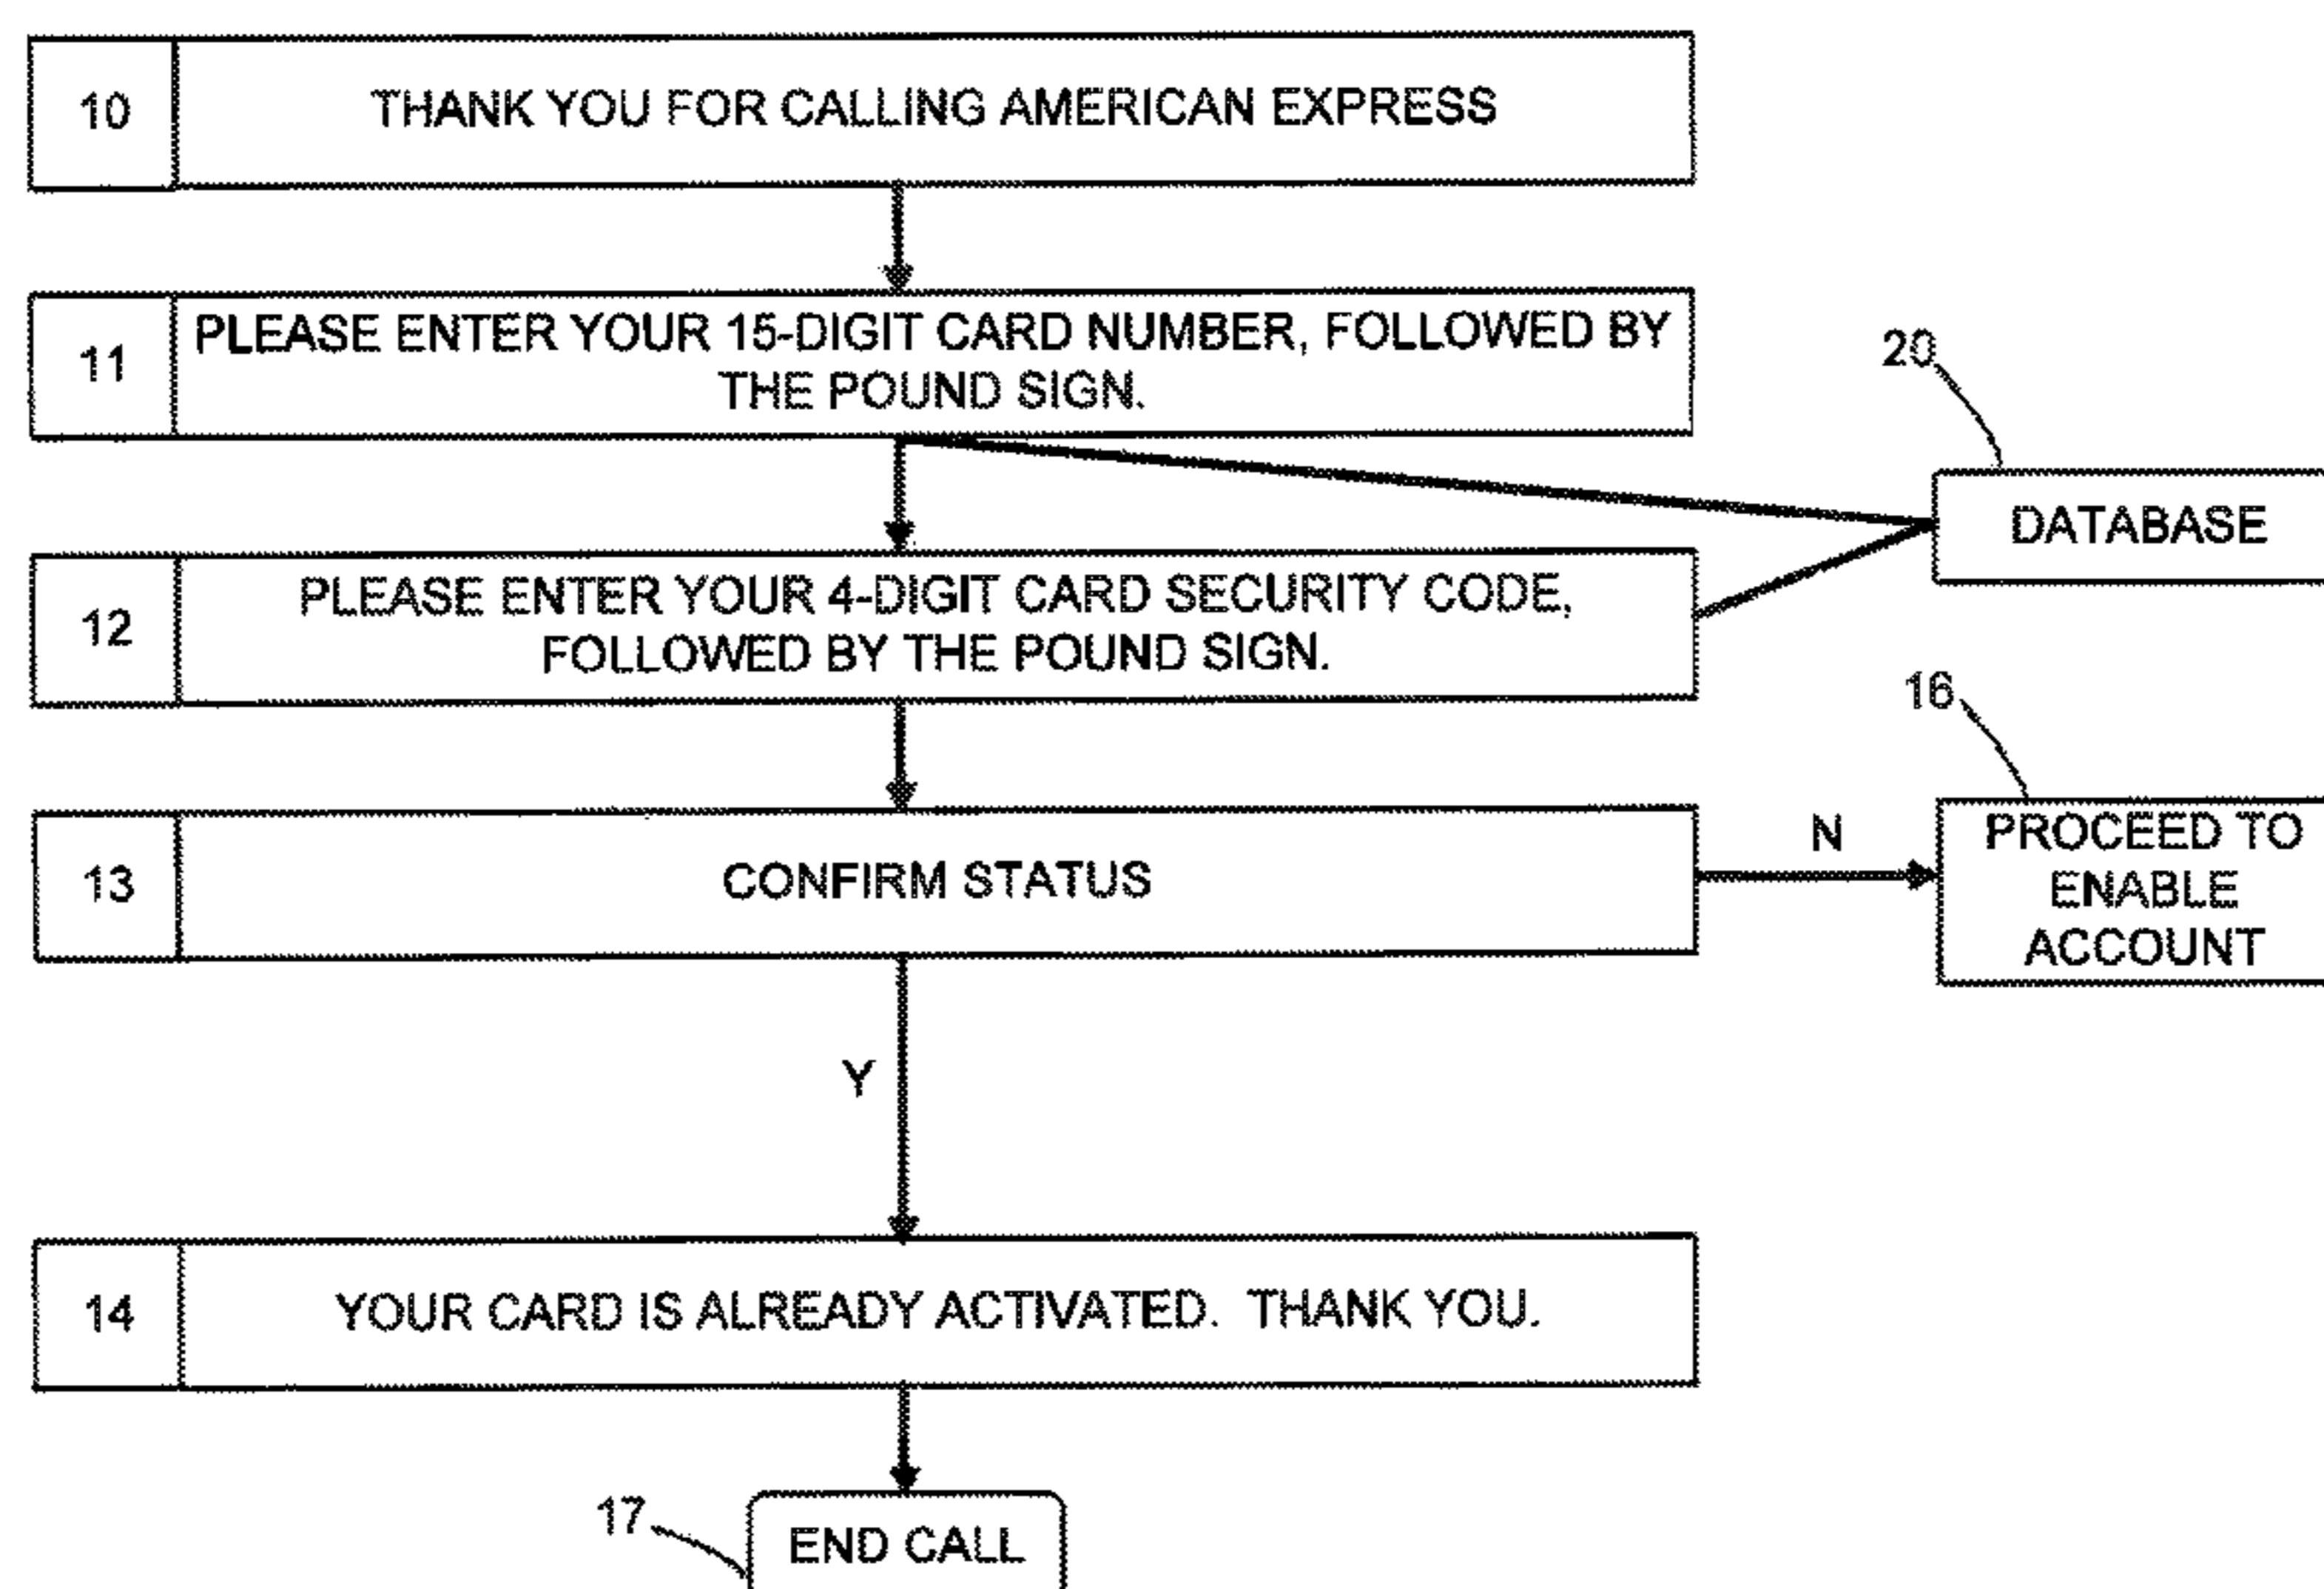 10
THANK YOU FOR CALLING AMERICAN EXPRESS
11
PLEASE ENTER YOUR 15-DIGIT CARD NUMBER, FOLLOWED BY
THE POUND SIGN.
20
DATABASE
12
PLEASE ENTER YOUR 4-DIGIT CARD SECURITY CODE,
FOLLOWED BY THE POUND SIGN.
16
13
CONFIRM STATUS
N
PROCEED TO
ENABLE
ACCOUNT
Y
14
YOUR CARD IS ALREADY ACTIVATED. THANK YOU.
17
END CALL